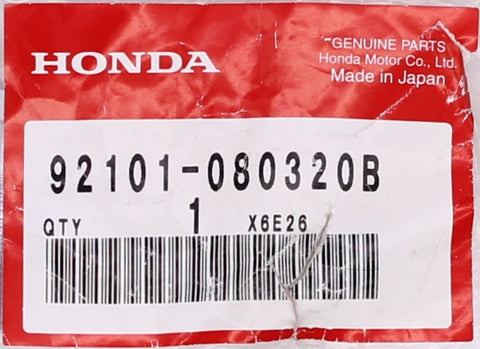 HONDA
GENUINE PARTS
Honda Motor Co., Ltd.
Made in Japan
92101-080320B
QTY 1 X6E26